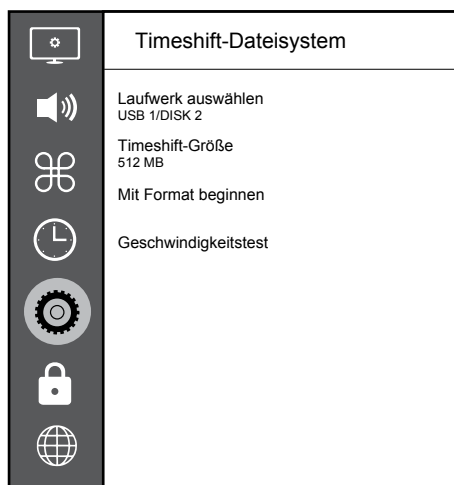 Timeshift-Dateisystem
Laufwerk auswählen
USB 1/DISK 2
Timeshift-Größe
512 MB
Mit Format beginnen
Geschwindigkeitstest